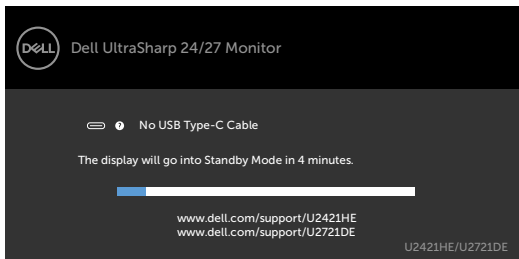 DELL
Dell UltraSharp 24/27 Monitor
? No USB Type-C Cable
The display will go into Standby Mode in 4 minutes.
www.dell.com/support/U2421HE
www.dell.com/support/U2721DE
U2421HE/U2721DE